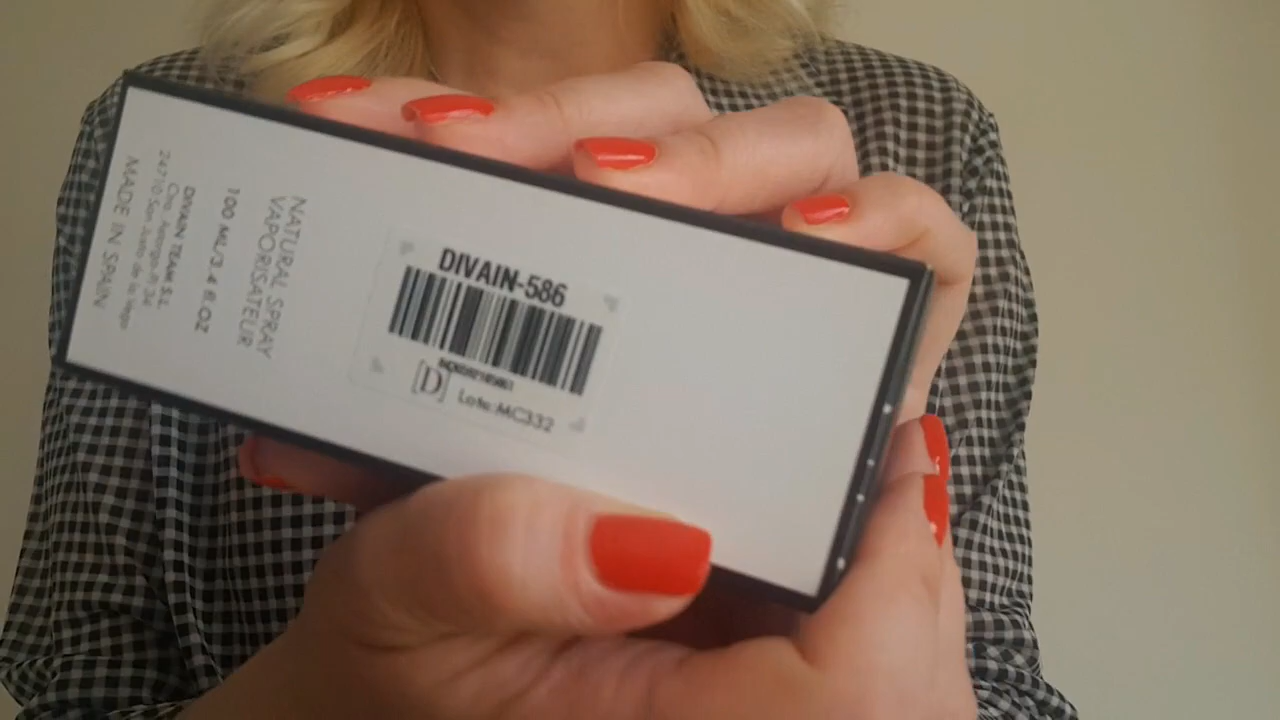 DIVAIN-586
[D] Lote:MC332
NATURAL SPRAY
VAPORISATEUR
100 ML/3.4 fl.OZ
DIVAIN TEAM S.L.
MADE IN SPAIN